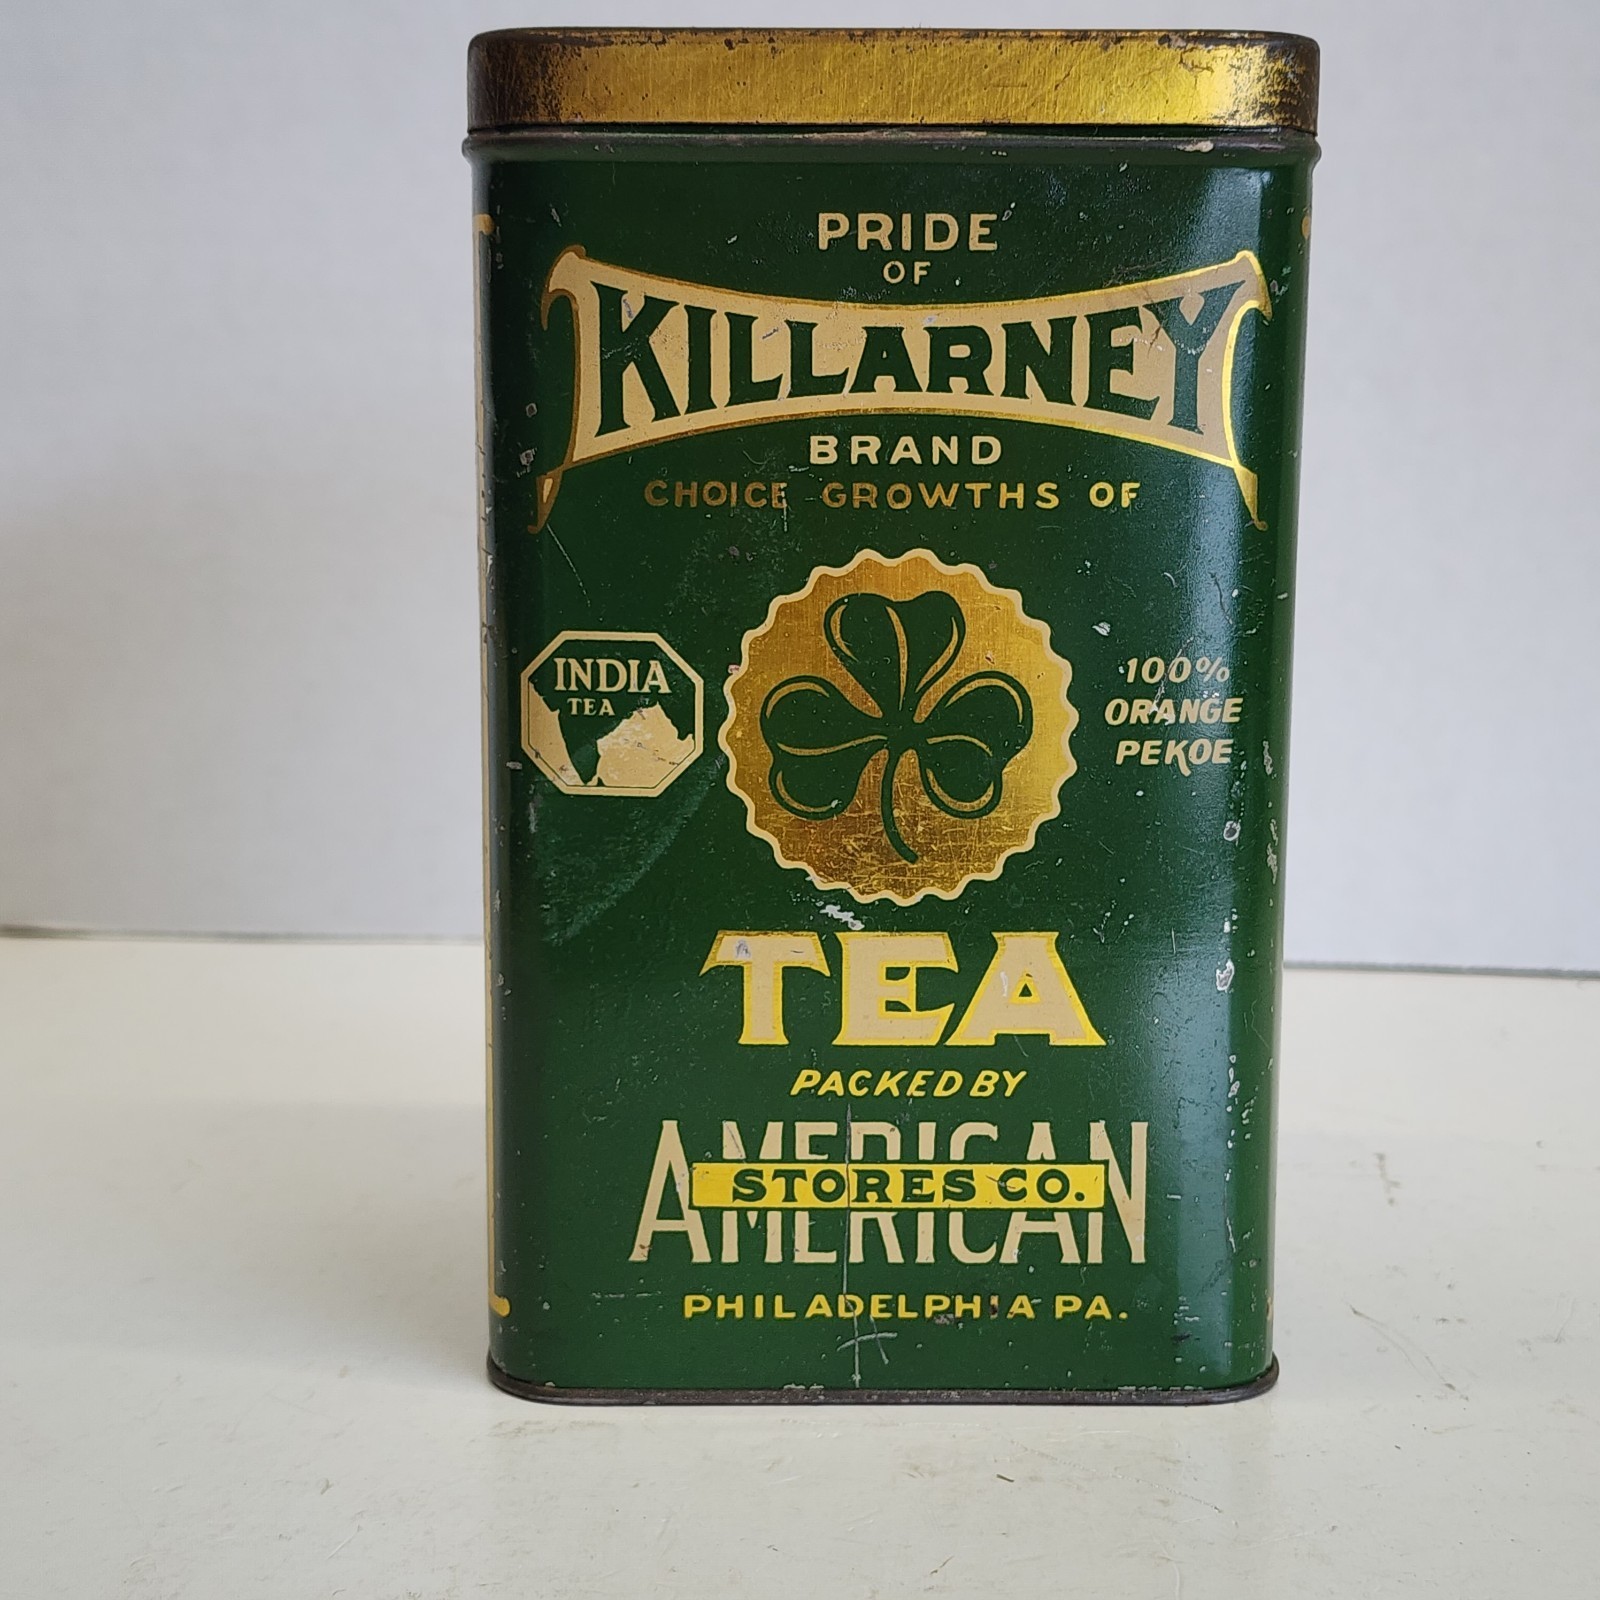 PRIDE
OF
KILLARNEY
BRAND
CHOICE GROWTHS OF
INDIA
TEA
100%
ORANGE
PEKOE
TEA
PACKED BY
AMERICAN
STORES CO.
PHILADELPHIA PA.